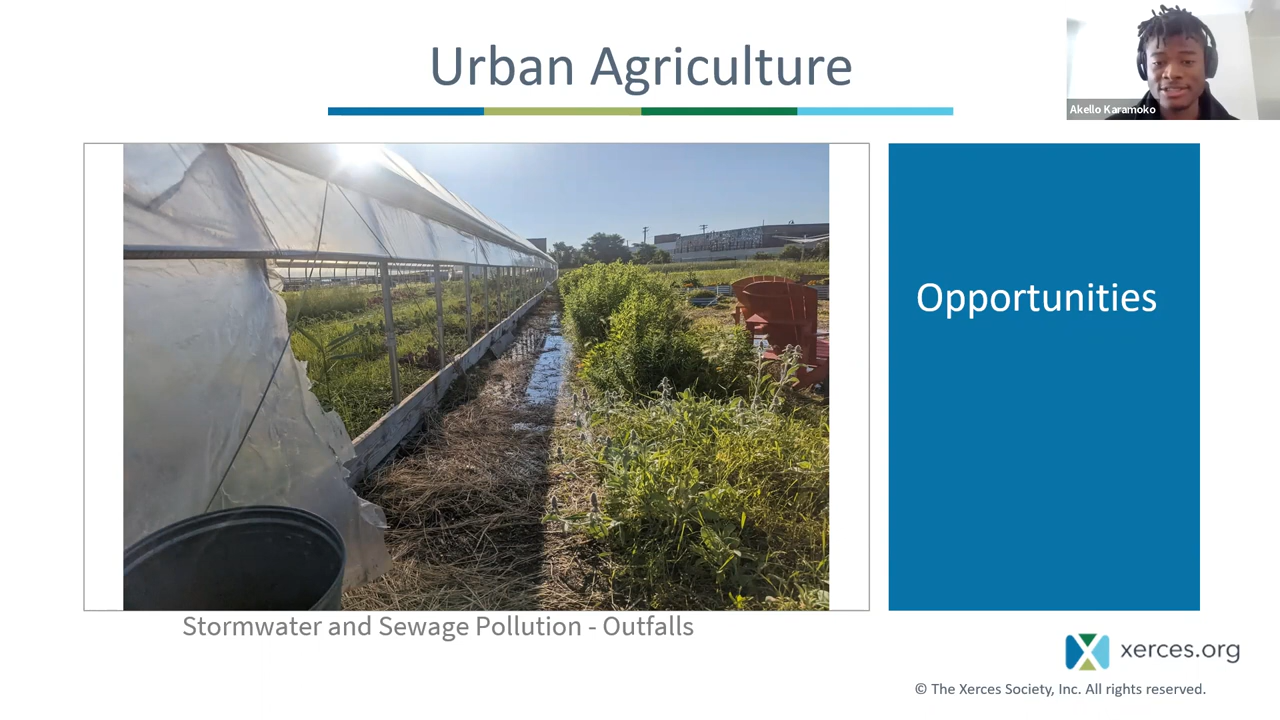 Urban Agriculture
Akello Karamoko
Opportunities
Stormwater and Sewage Pollution - Outfalls
xerces.org
© The Xerces Society, Inc. All rights reserved.